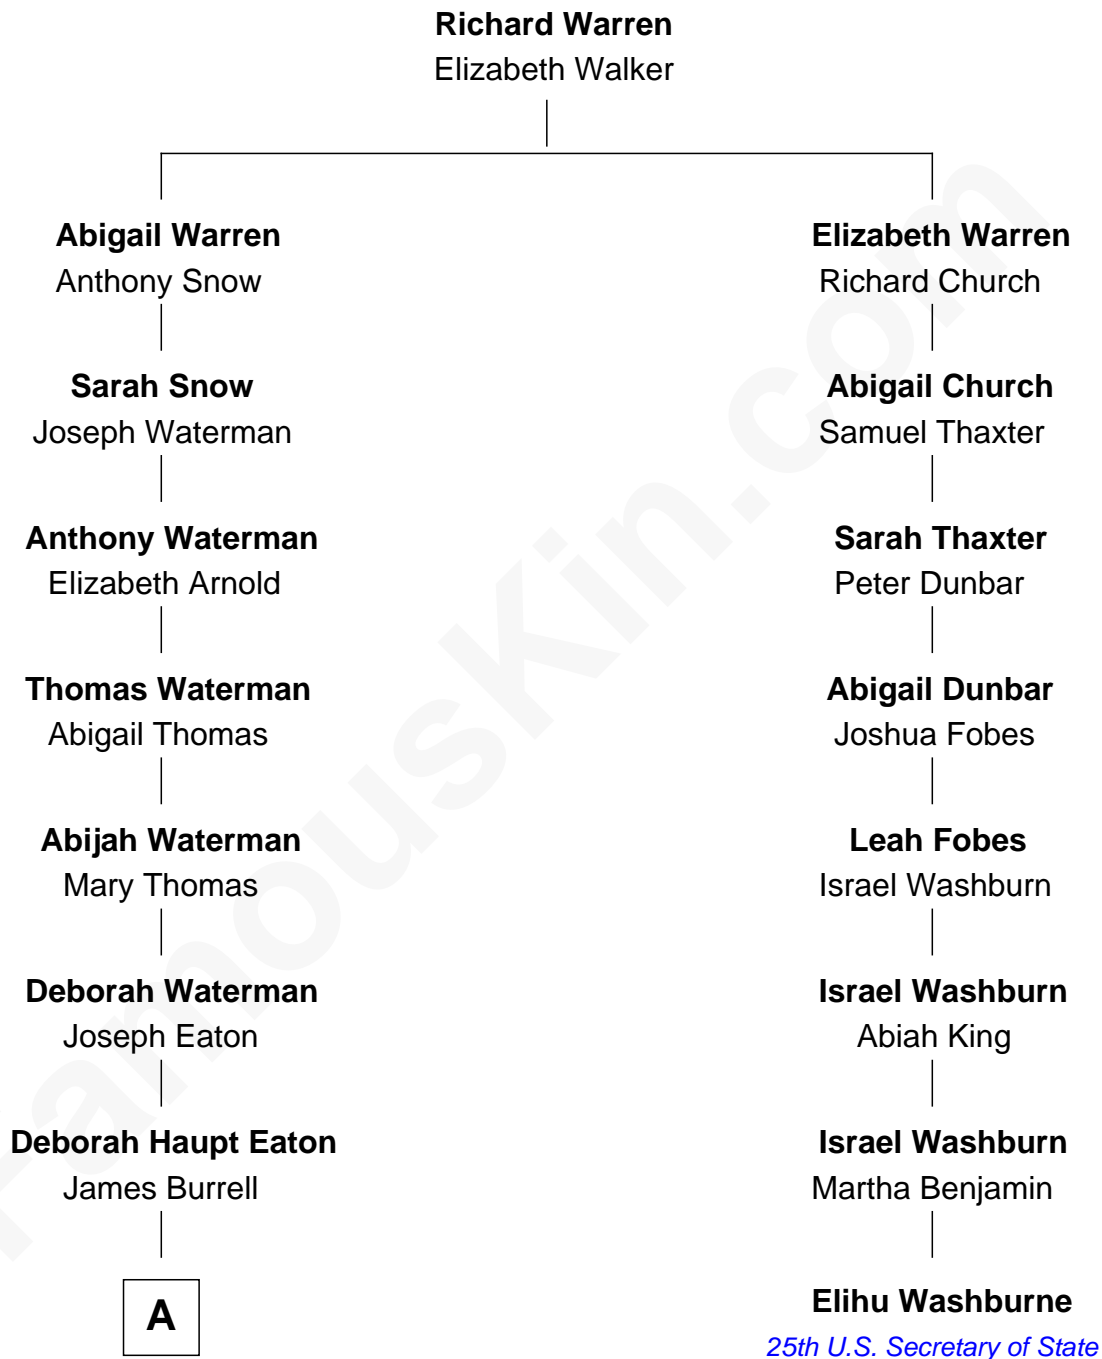 Richard Warren
Elizabeth Walker
Abigail Warren
Anthony Snow
Elizabeth Warren
Richard Church
Sarah Snow
Joseph Waterman
Abigail Church
Samuel Thaxter
Anthony Waterman
Elizabeth Arnold
Sarah Thaxter
Peter Dunbar
Thomas Waterman
Abigail Thomas
Abigail Dunbar
Joshua Fobes
Abijah Waterman
Mary Thomas
Leah Fobes
Israel Washburn
Deborah Waterman
Joseph Eaton
Israel Washburn
Abiah King
Deborah Haupt Eaton
James Burrell
Israel Washburn
Martha Benjamin
A
Elihu Washburne
25th U.S. Secretary of State
FamousKin.com